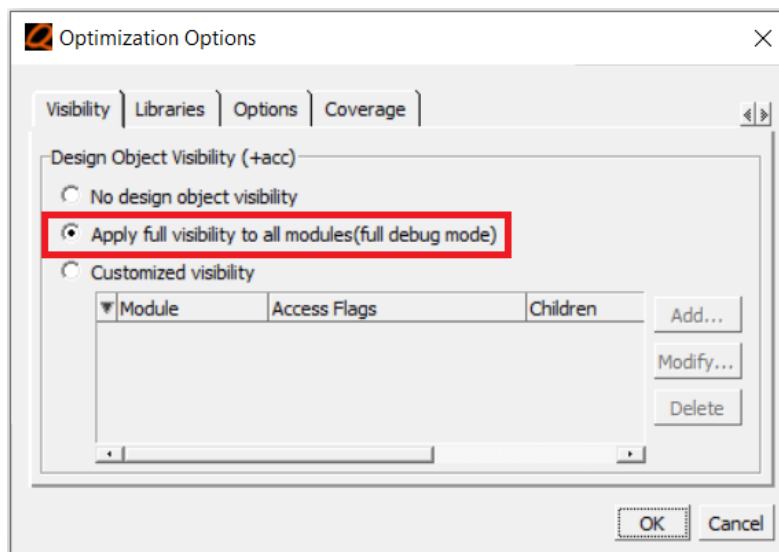 Optimization Options
Visibility Libraries Options Coverage
Design Object Visibility (+acc)
No design object visibility
Apply full visibility to all modules(full debug mode)
Customized visibility
Module Access Flags Children
Add...
Modify...
Delete
OK Cancel